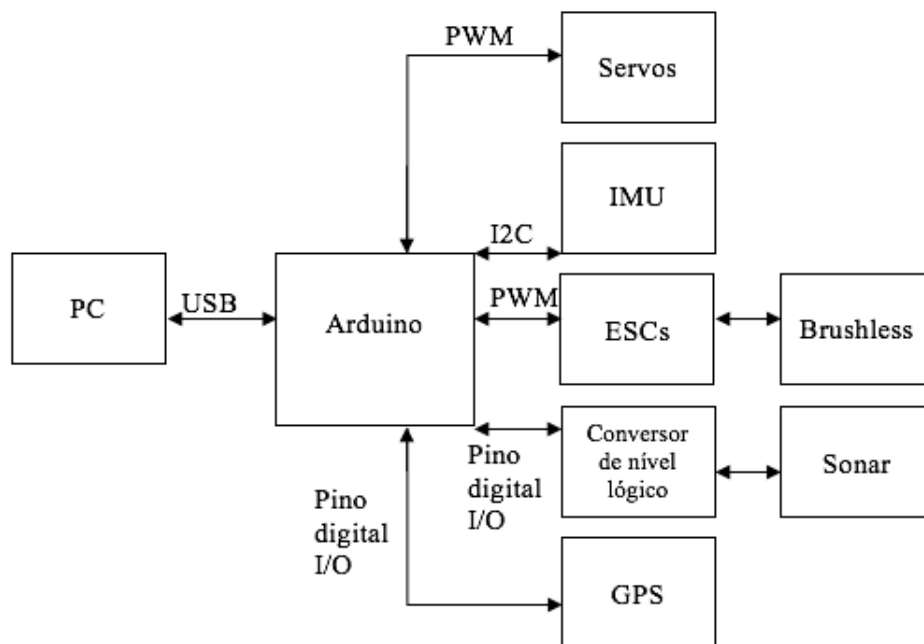 PWM
Servos
IMU
I2C
PC
USB
Arduino
PWM
ESCs
Brushless
Conversor
de nível
lógico
Sonar
Pino
digital
I/O
Pino
digital
I/O
GPS